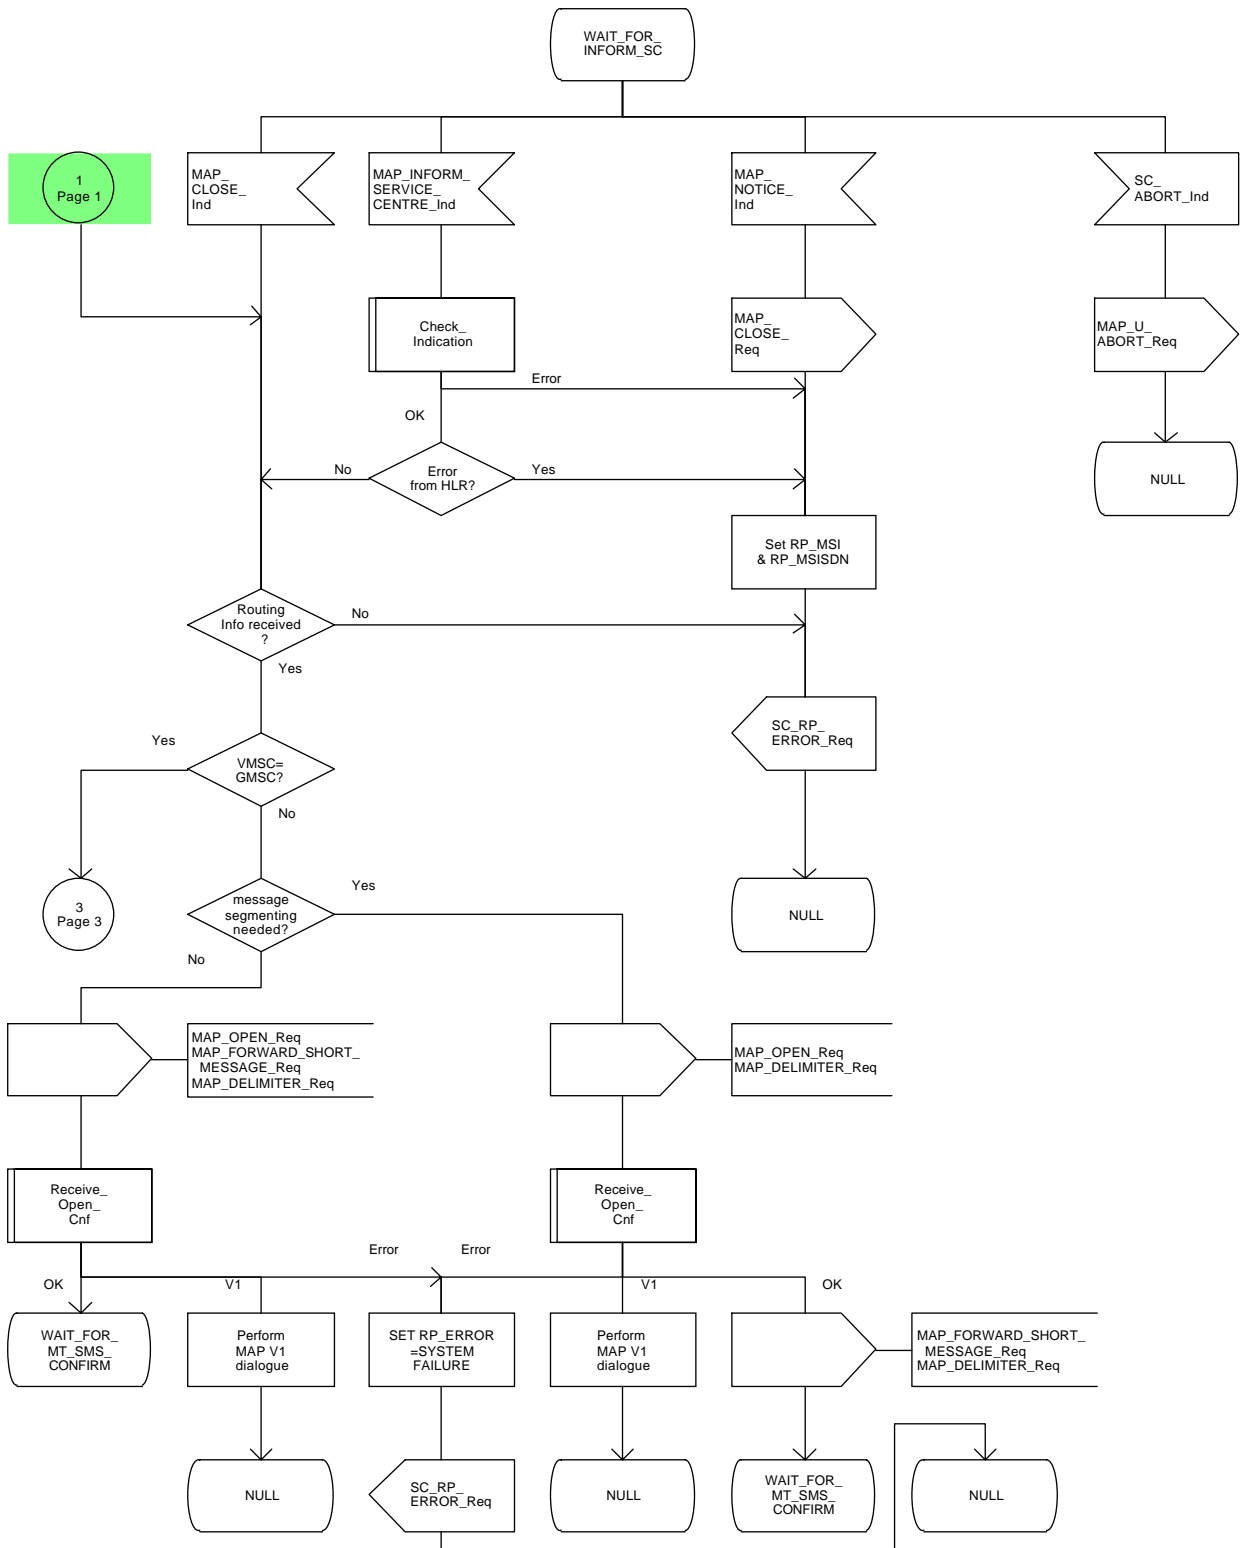 WAIT_FOR_
INFORM_SC
1
Page 1
MAP_
CLOSE_
Ind
MAP_INFORM_
SERVICE_
CENTRE_Ind
MAP_
NOTICE_
Ind
SC_
ABORT_Ind
Check_
Indication
MAP_
CLOSE_
Req
MAP_U_
ABORT_Req
Error
OK
No
Error
from HLR?
Yes
NULL
Set RP_MSI
& RP_MSISDN
Routing
Info received
?
No
Yes
SC_RP_
ERROR_Req
Yes
VMSC=
GMSC?
No
3
Page 3
message
segmenting
needed?
Yes
NULL
No
MAP_OPEN_Req
MAP_FORWARD_SHORT_
MESSAGE_Req
MAP_DELIMITER_Req
MAP_OPEN_Req
MAP_DELIMITER_Req
Receive_
Open_
Cnf
Receive_
Open_
Cnf
Error
Error
OK
V1
V1
OK
WAIT_FOR_
MT_SMS_
CONFIRM
Perform
MAP V1
dialogue
SET RP_ERROR
=SYSTEM
FAILURE
Perform
MAP V1
dialogue
MAP_FORWARD_SHORT_
MESSAGE_Req
MAP_DELIMITER_Req
NULL
SC_RP_
ERROR_Req
NULL
WAIT_FOR_
MT_SMS_
CONFIRM
NULL